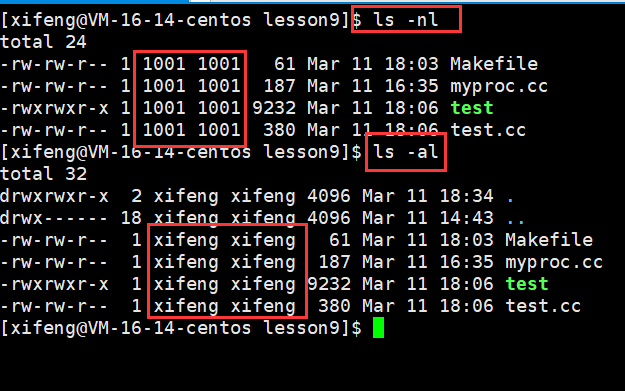 [xifeng@VM-16-14-centos lesson9]$ ls -nl
total 24
-rw-rw-r-- 1 1001 1001   61 Mar 11 18:03 Makefile
-rw-rw-r-- 1 1001 1001  187 Mar 11 16:35 myproc.cc
-rwxrwxr-x 1 1001 1001 9232 Mar 11 18:06 test
-rw-rw-r-- 1 1001 1001  380 Mar 11 18:06 test.cc
[xifeng@VM-16-14-centos lesson9]$ ls -al
total 32
drwxrwxr-x  2 xifeng xifeng 4096 Mar 11 18:34 .
drwx------ 18 xifeng xifeng 4096 Mar 11 14:43 ..
-rw-rw-r--  1 xifeng xifeng   61 Mar 11 18:03 Makefile
-rw-rw-r--  1 xifeng xifeng  187 Mar 11 16:35 myproc.cc
-rwxrwxr-x  1 xifeng xifeng 9232 Mar 11 18:06 test
-rw-rw-r--  1 xifeng xifeng  380 Mar 11 18:06 test.cc
[xifeng@VM-16-14-centos lesson9]$